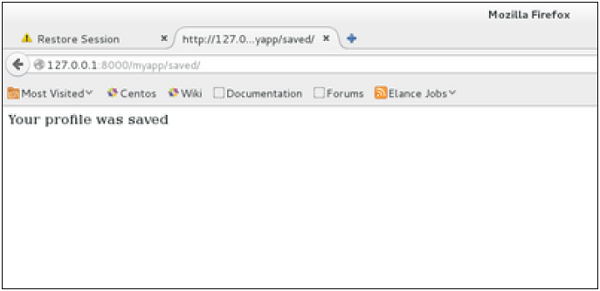 Mozilla Firefox
Restore Session × http://127.0...yapp/saved/ ×
127.0.0.1:8000/myapp/saved/
Most Visited Centos Wiki Documentation Forums Elance Jobs
Your profile was saved